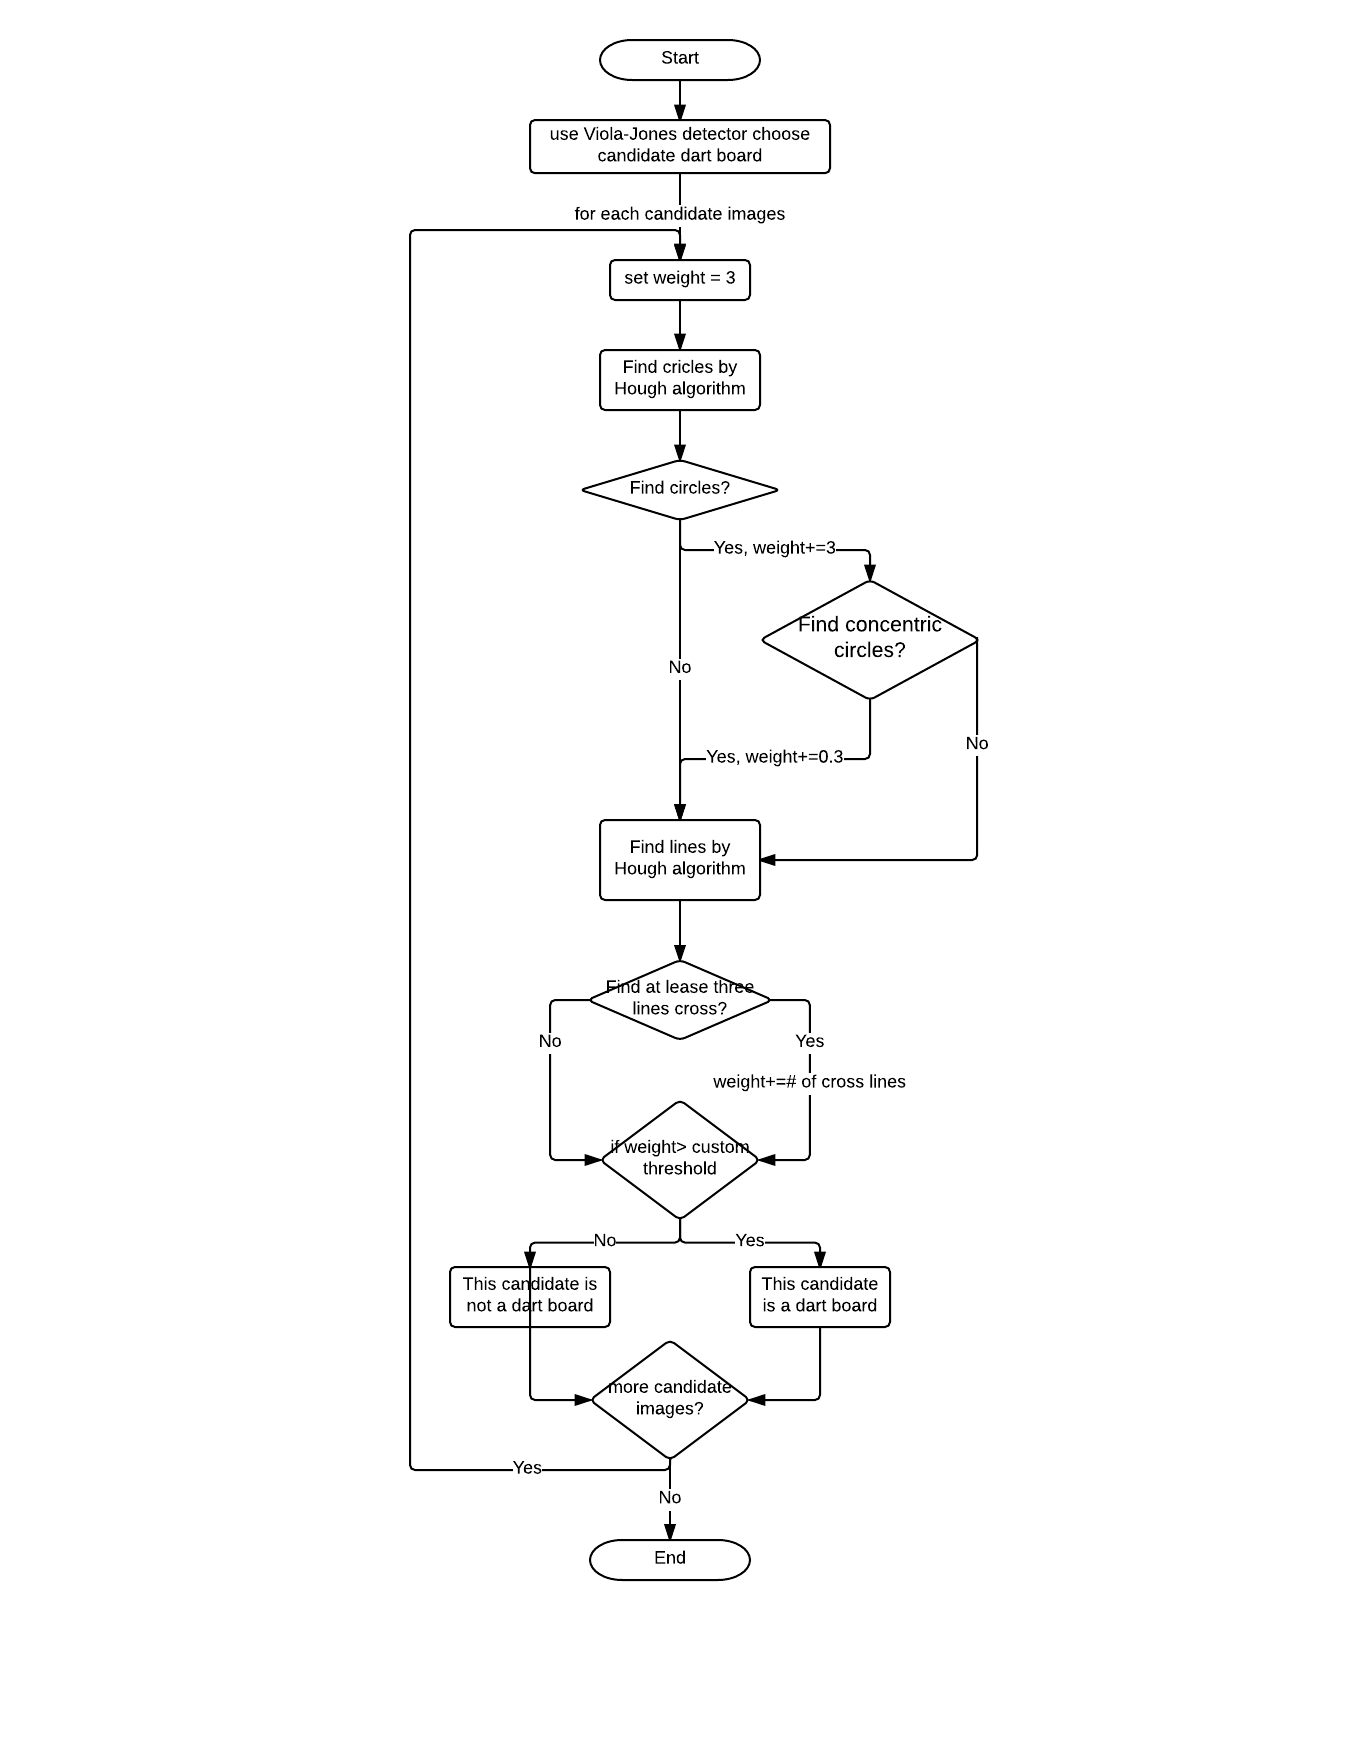 Start
use Viola-Jones detector choose
candidate dart board
for each candidate images
set weight = 3
Find cricles by
Hough algorithm
Find circles?
Yes, weight+=3
Find concentric
circles?
No
No
Yes, weight+=0.3
Find lines by
Hough algorithm
Find at lease three
lines cross?
No
Yes
weight+=# of cross lines
if weight> custom
threshold
No
Yes
This candidate is
not a dart board
This candidate
is a dart board
more candidate
images?
Yes
No
End